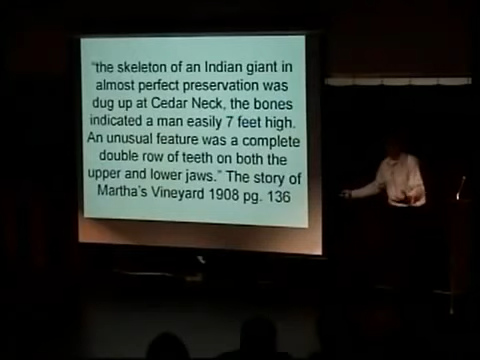 "the skeleton of an Indian giant in
almost perfect preservation was
dug up at Cedar Neck, the bones
indicated a man easily 7 feet high.
An unusual feature was a complete
double row of teeth on both the
upper and lower jaws." The story of
Martha's Vineyard 1908 pg. 136